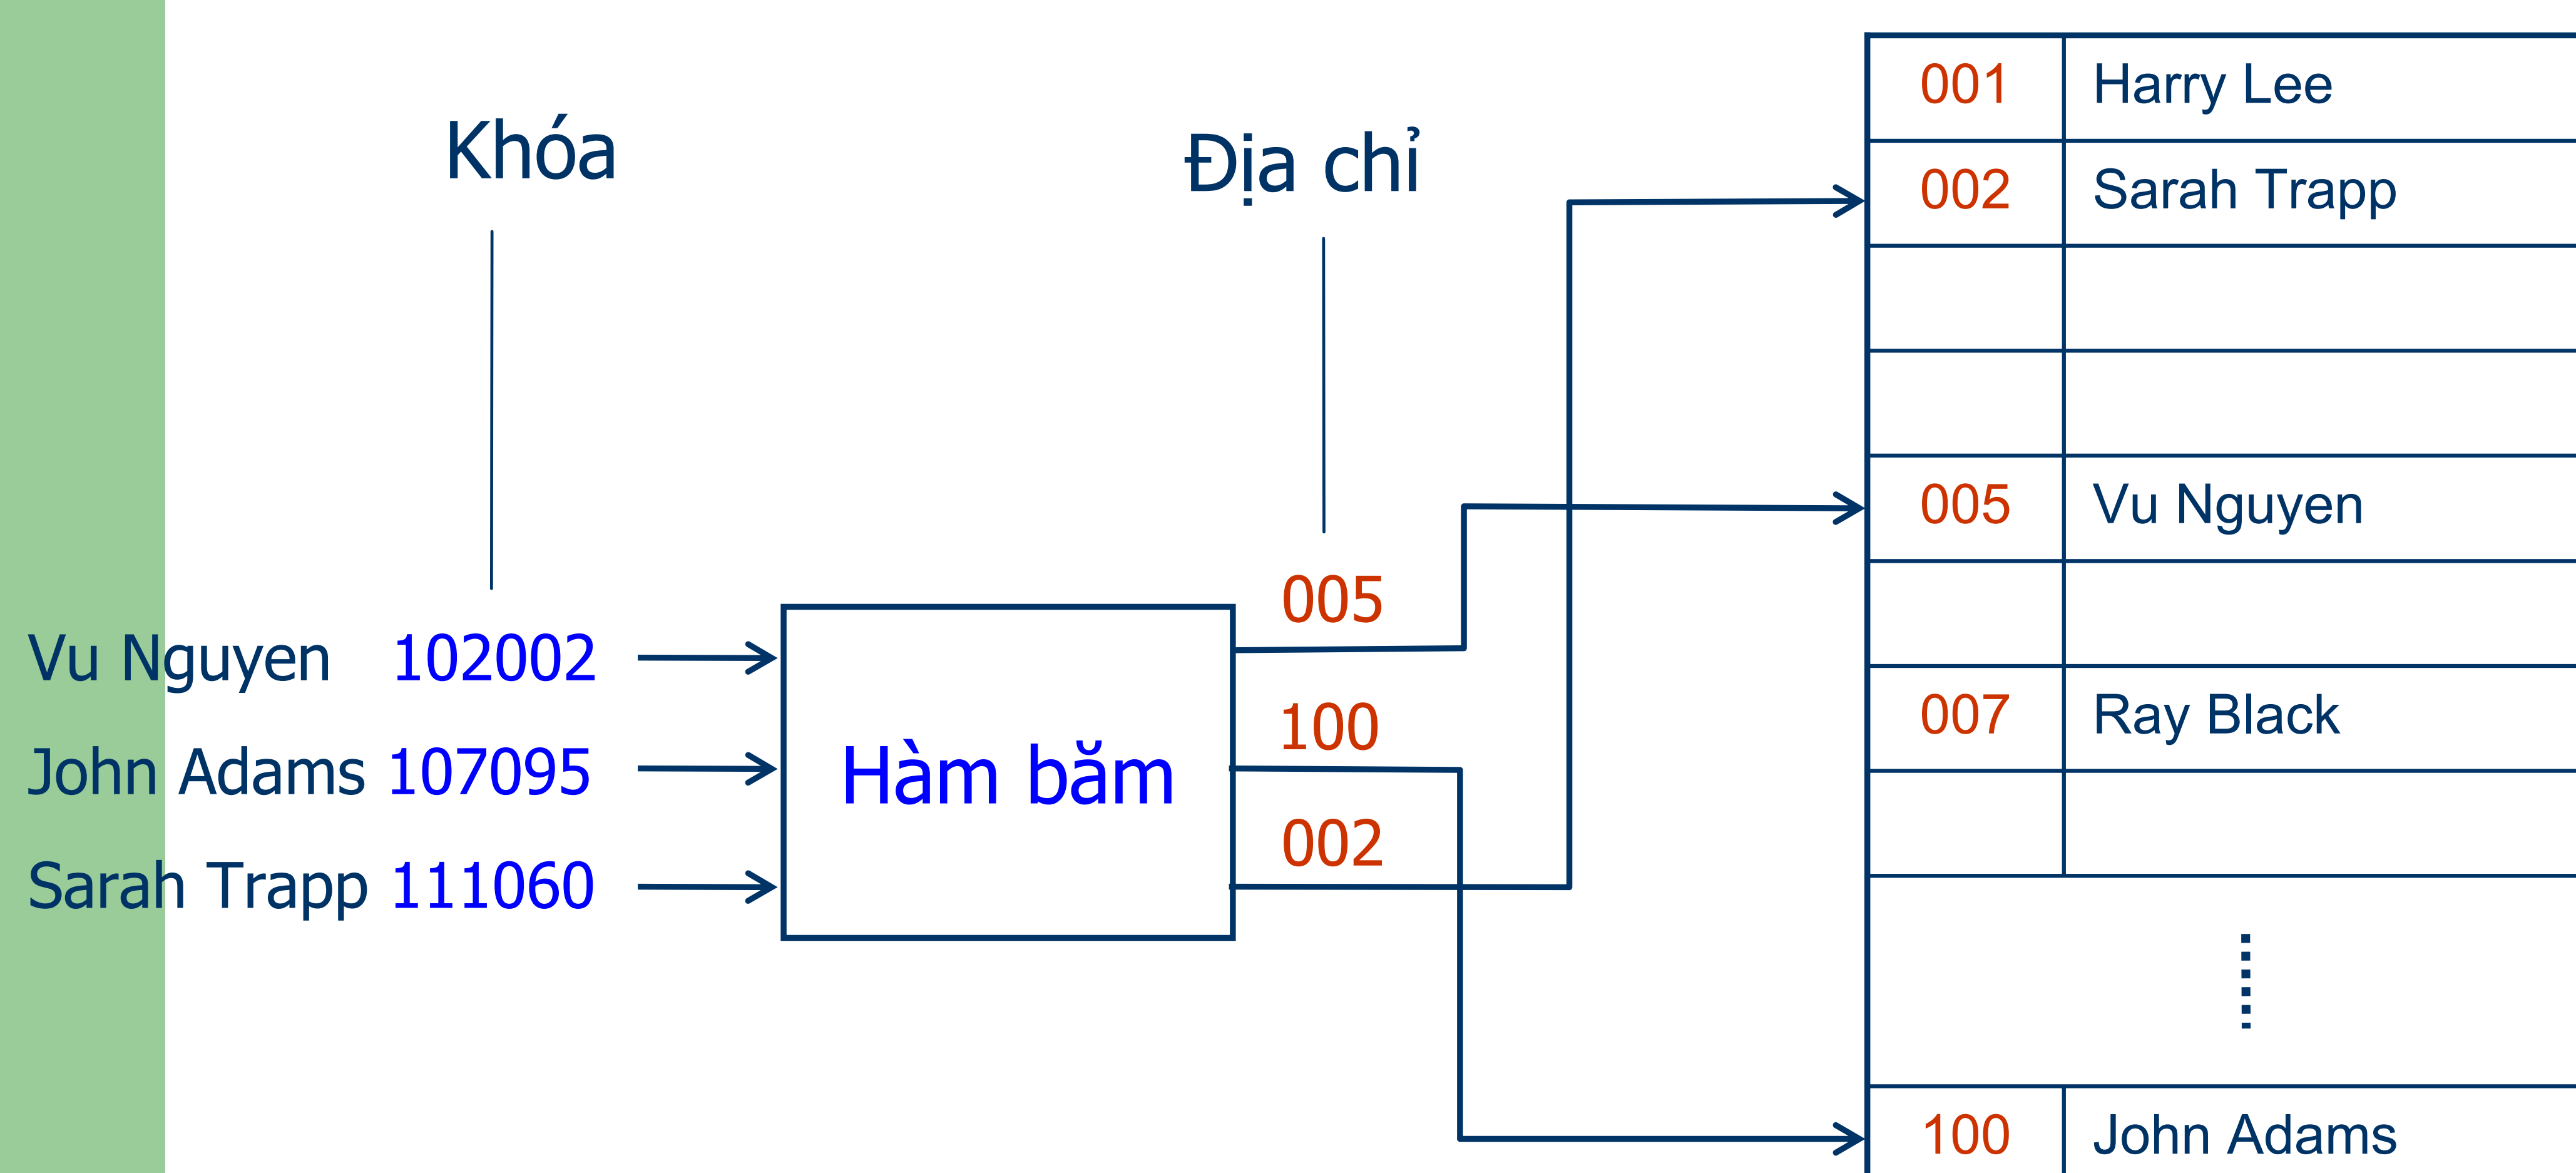 Khóa
Địa chỉ
Vu Nguyen 102002
John Adams 107095
Sarah Trapp 111060
Hàm băm
005
100
002
001 Harry Lee
002 Sarah Trapp
005 Vu Nguyen
007 Ray Black
100 John Adams